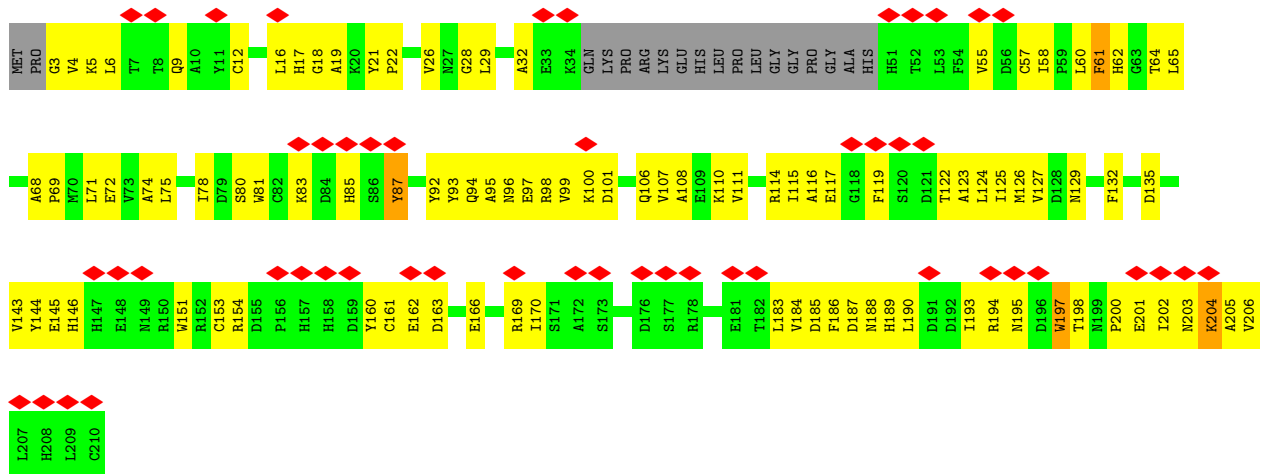 MET PRO G3 V4 K5 L6 T7 T8 Q9 A10 Y11 C12 L16 H17 G18 A19 K20 Y21 P22 V26 N27 G28 L29 A32 E33 K34 GLN LYS PRO ARG LYS GLU HIS LEU PRO LEU GLY GLY PRO GLY ALA HIS H51 T52 L53 F54 V55 D56 C57 I58 P59 L60 F61 H62 G63 T64 L65
A68 P69 M70 L71 E72 V73 A74 L75 I78 D79 S80 W81 C82 K83 D84 H85 S86 Y87 Y92 Y93 Q94 A95 N96 E97 R98 V99 K100 D101 Q106 V107 A108 E109 K110 V111 R114 I115 A116 E117 G118 F119 S120 D121 T122 A123 L124 I125 M126 V127 D128 N129 F132 D135
V143 Y144 E145 H146 H147 E148 N149 R150 W151 R152 C153 R154 D155 P156 H157 H158 D159 Y160 C161 E162 D163 E166 R169 I170 S171 A172 S173 D176 S177 R178 E181 T182 L183 V184 D185 F186 D187 N188 H189 L190 D191 D192 I193 R194 N195 D196 W197 T198 N199 P200 E201 I202 N203 K204 A205 V206
L207 H208 L209 C210